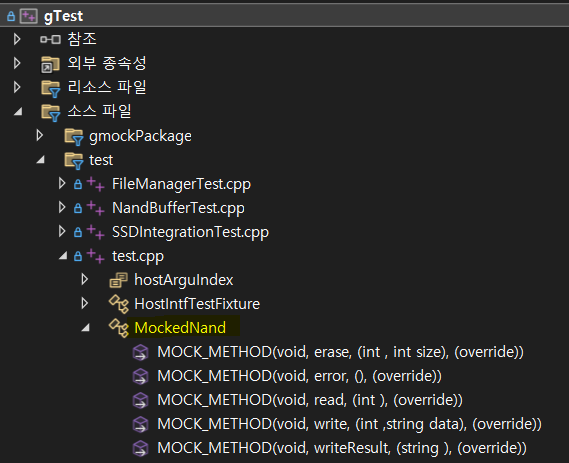 gTest
참조
외부 종속성
리소스 파일
소스 파일
gmockPackage
test
FileManagerTest.cpp
NandBufferTest.cpp
SSDIntegrationTest.cpp
test.cpp
hostArguIndex
HostIntfTestFixture
MockedNand
MOCK_METHOD(void, erase, (int , int size), (override))
MOCK_METHOD(void, error, (), (override))
MOCK_METHOD(void, read, (int ), (override))
MOCK_METHOD(void, write, (int ,string data), (override))
MOCK_METHOD(void, writeResult, (string ), (override))